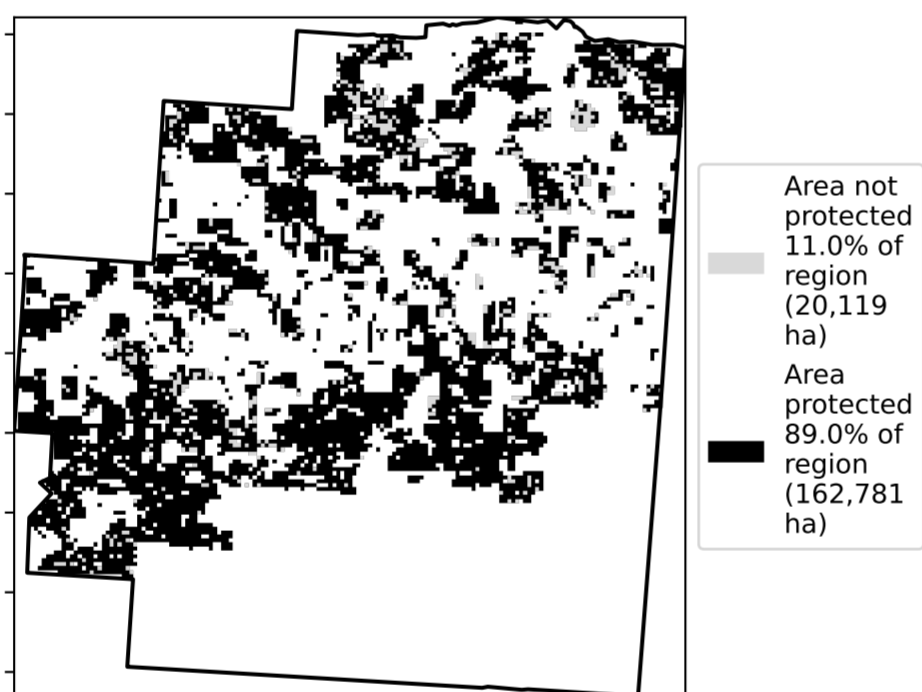 Area not
protected
11.0% of
region
(20,119
ha)
Area
protected
89.0% of
region
(162,781
ha)